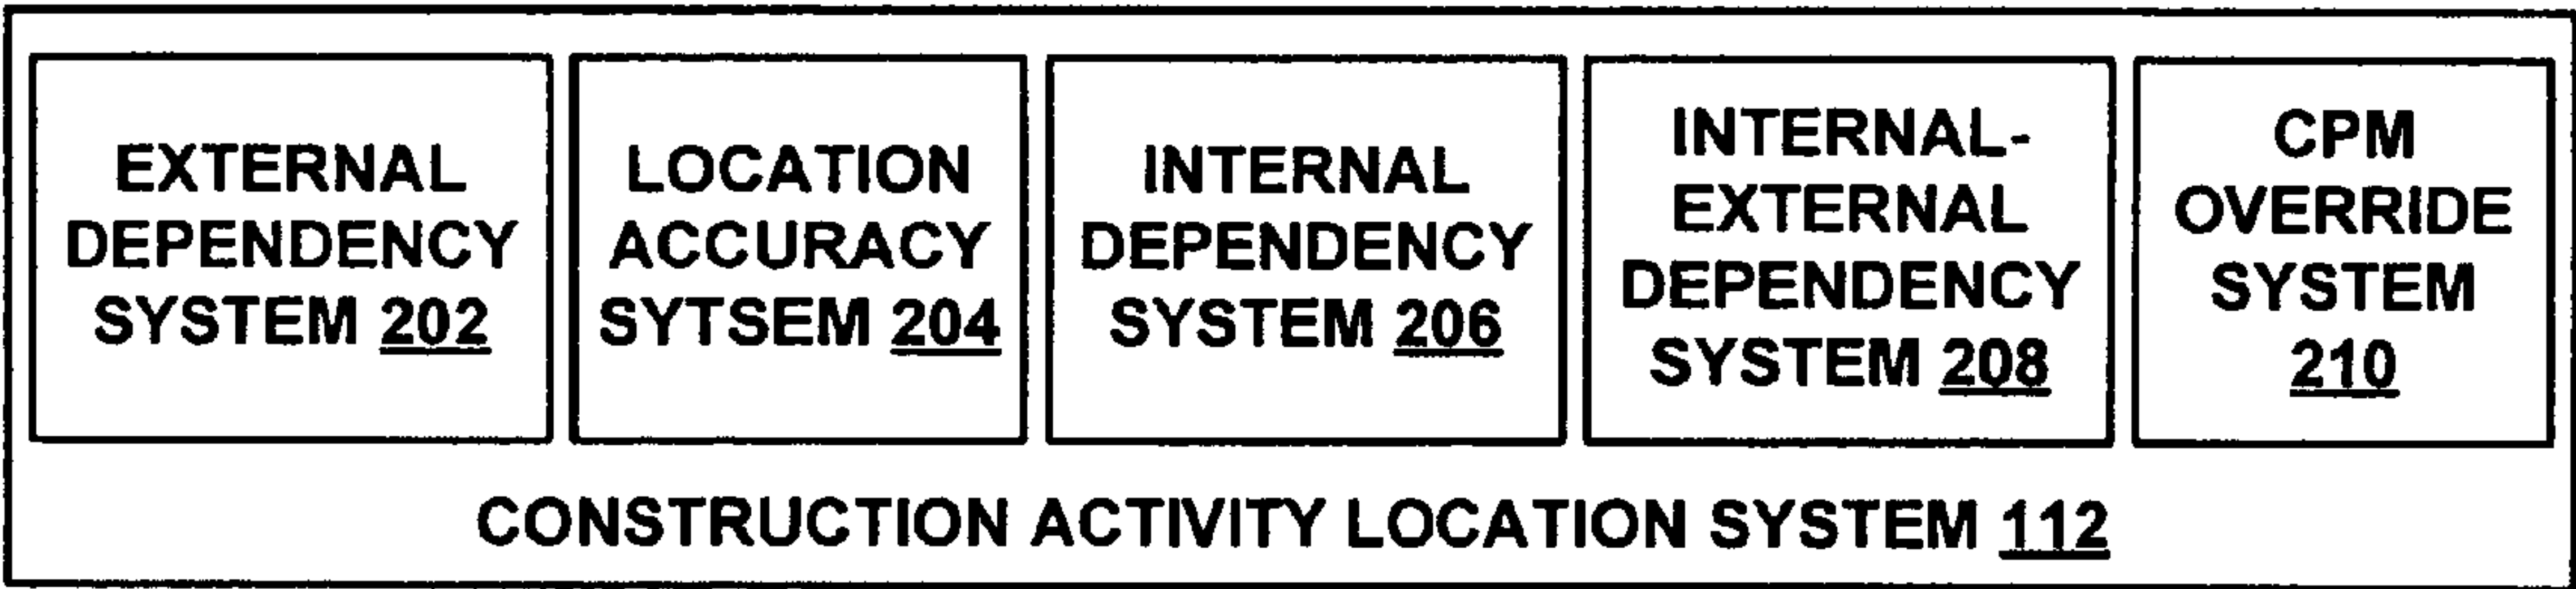 EXTERNAL
DEPENDENCY
SYSTEM 202
LOCATION
ACCURACY
SYTSEM 204
INTERNAL
DEPENDENCY
SYSTEM 206
INTERNAL-
EXTERNAL
DEPENDENCY
SYSTEM 208
CPM
OVERRIDE
SYSTEM
210
CONSTRUCTION ACTIVITY LOCATION SYSTEM 112